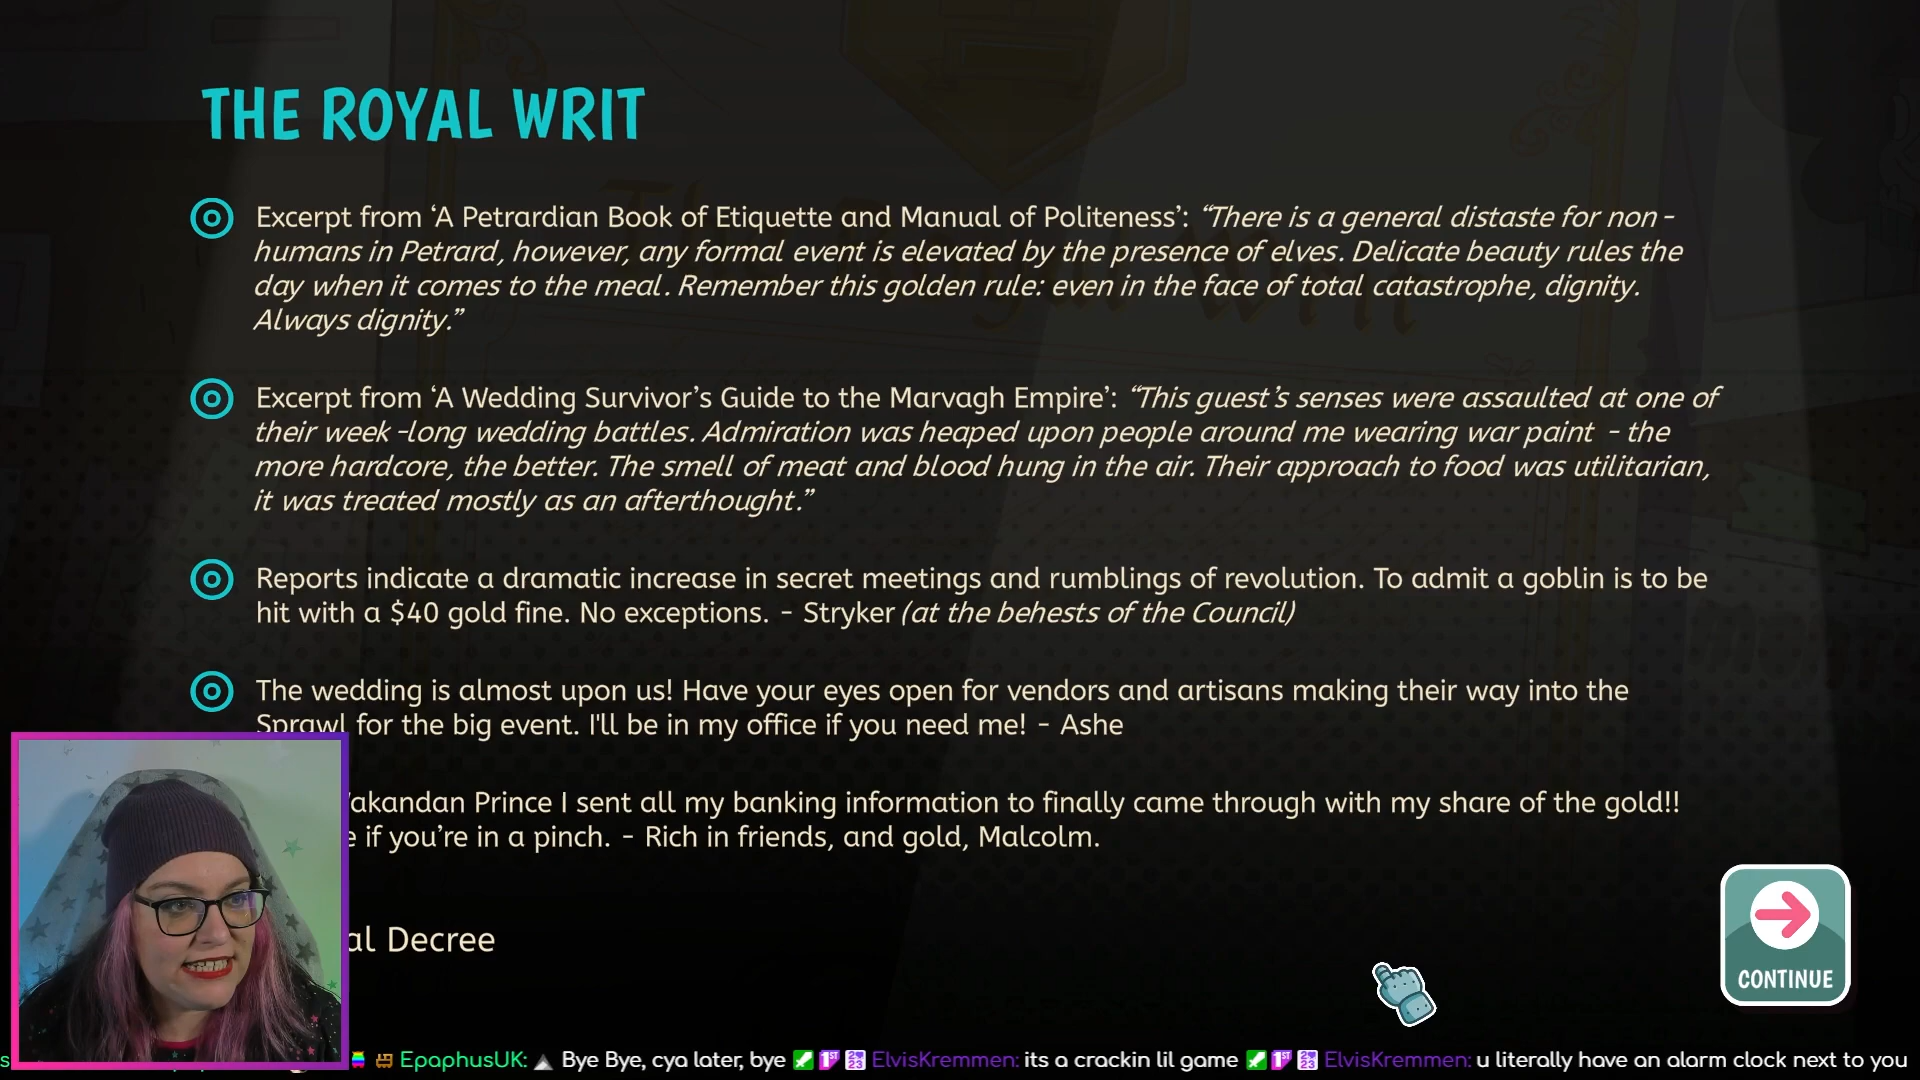 THE ROYAL WRIT
Excerpt from ‘A Petrardian Book of Etiquette and Manual of Politeness’: “There is a general distaste for non-
humans in Petrard, however, any formal event is elevated by the presence of elves. Delicate beauty rules the
day when it comes to the meal. Remember this golden rule: even in the face of total catastrophe, dignity.
Always dignity.”
Excerpt from ‘A Wedding Survivor’s Guide to the Marvagh Empire’: “This guest’s senses were assaulted at one of
their week-long wedding battles. Admiration was heaped upon people around me wearing war paint - the
more hardcore, the better. The smell of meat and blood hung in the air. Their approach to food was utilitarian,
it was treated mostly as an afterthought.”
Reports indicate a dramatic increase in secret meetings and rumblings of revolution. To admit a goblin is to be
hit with a $40 gold fine. No exceptions. - Stryker (at the behests of the Council)
The wedding is almost upon us! Have your eyes open for vendors and artisans making their way into the
Sprawl for the big event. I'll be in my office if you need me! - Ashe
Prince I sent all my banking information to finally came through with my share of the gold!!
if you’re in a pinch. - Rich in friends, and gold, Malcolm.
Decree
CONTINUE
EpaphusUK: Bye Bye, cya later, bye 1ST 2023 ElvisKremmen: its a crackin lil game 1ST 2023 ElvisKremmen: u literally have an alarm clock next to you